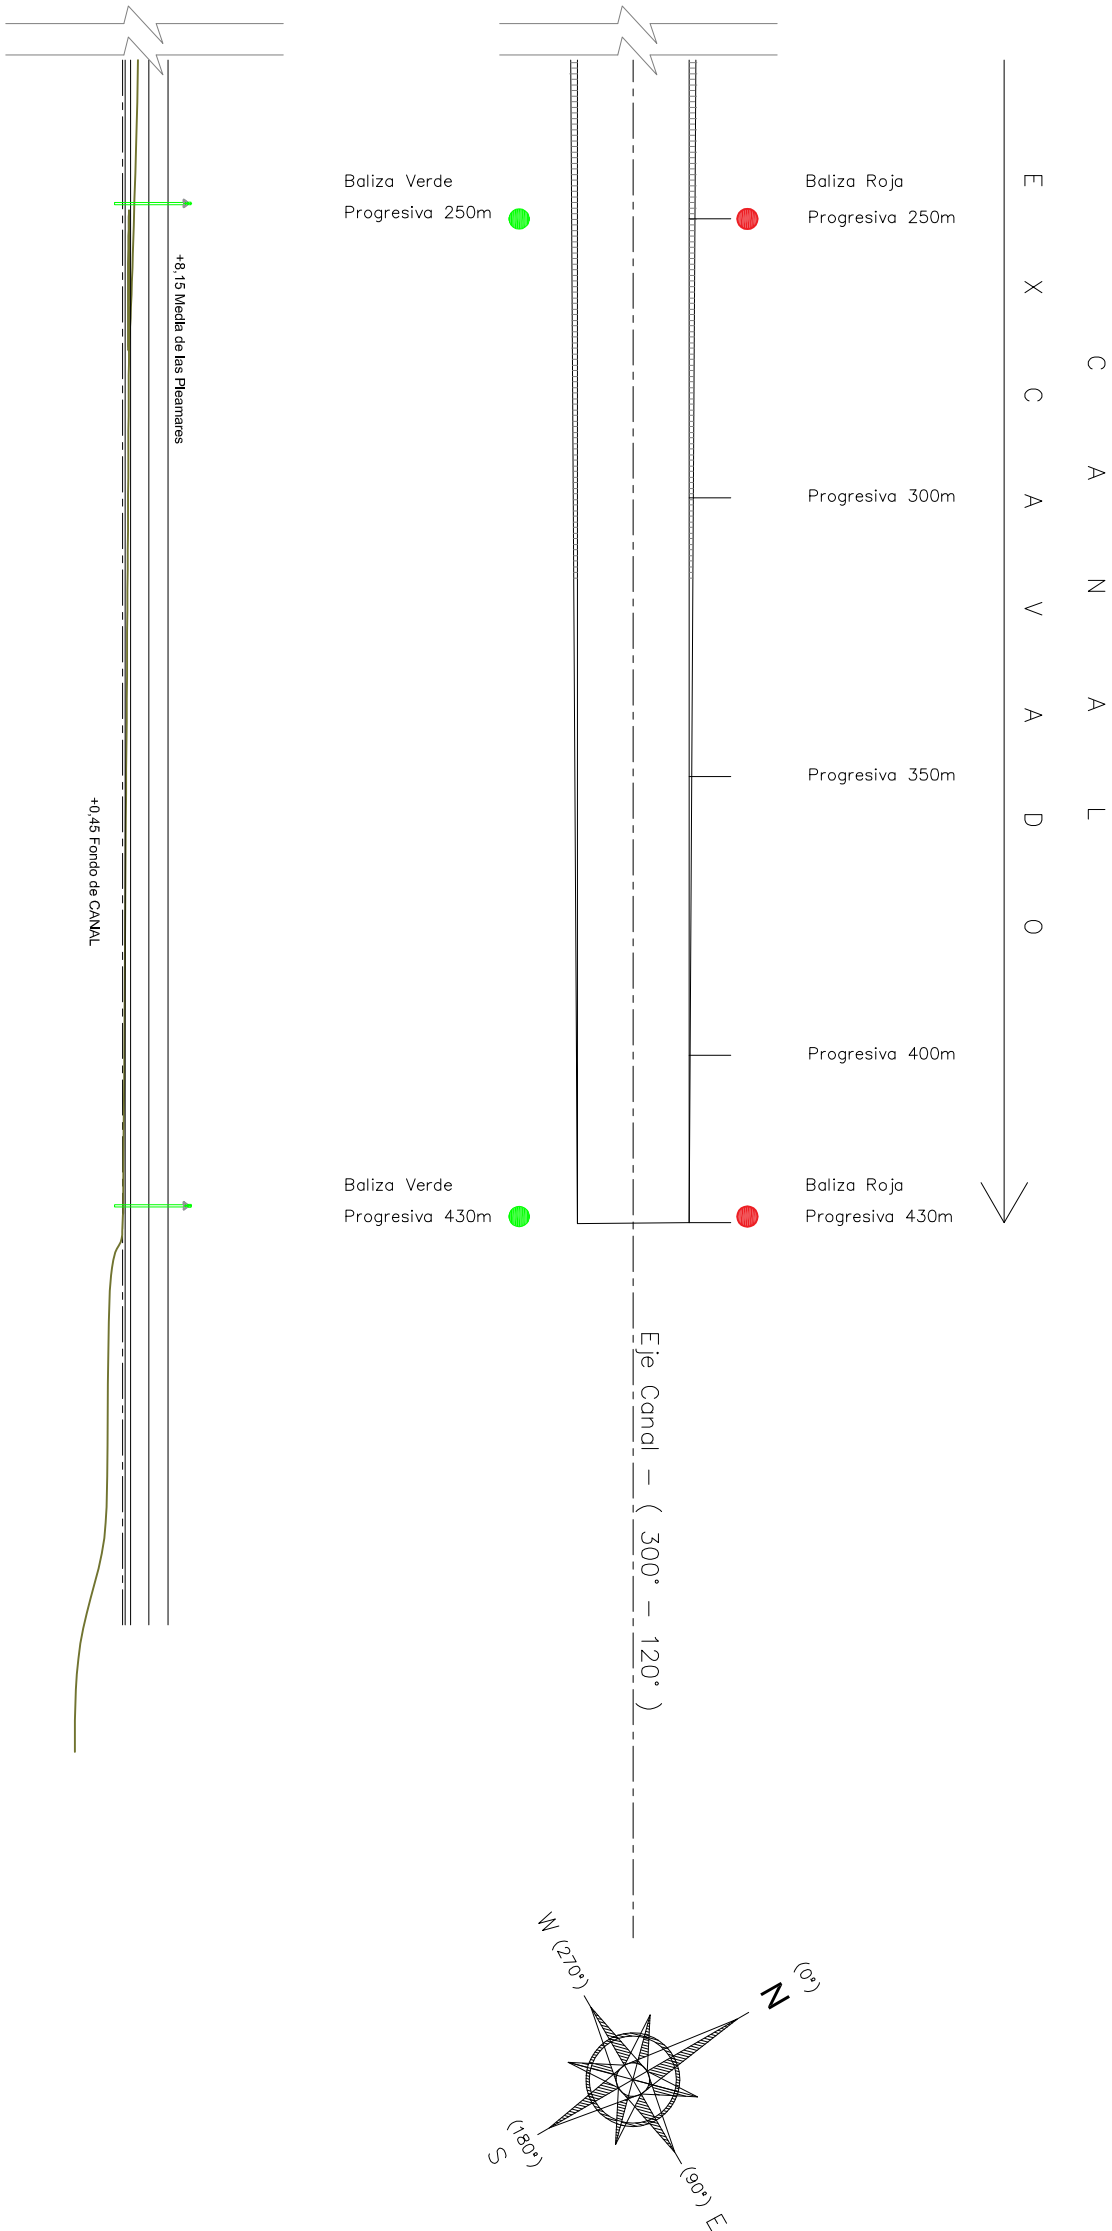 Baliza Verde
Progresiva 250m
Baliza Roja
Progresiva 250m
+8,15 Media de las Pleamares
Progresiva 300m
Progresiva 350m
+0,45 Fondo de CANAL
Progresiva 400m
Baliza Verde
Progresiva 430m
Baliza Roja
Progresiva 430m
CANAL
EXCAVADO
Eje Canal - ( 300° - 120° )
N (0°)
W (270°)
S (180°)
(90°) E